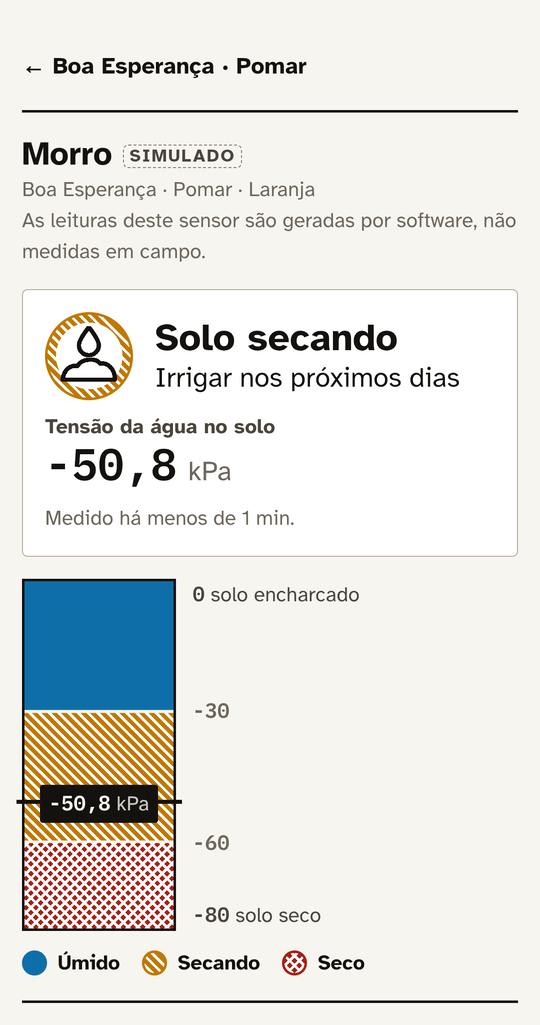 ← Boa Esperança · Pomar
Morro SIMULADO
Boa Esperança · Pomar · Laranja
As leituras deste sensor são geradas por software, não
medidas em campo.
Solo secando
Irrigar nos próximos dias
Tensão da água no solo
-50,8 kPa
Medido há menos de 1 min.
0 solo encharcado
-30
-50,8 kPa
-60
-80 solo seco
Úmido Secando Seco